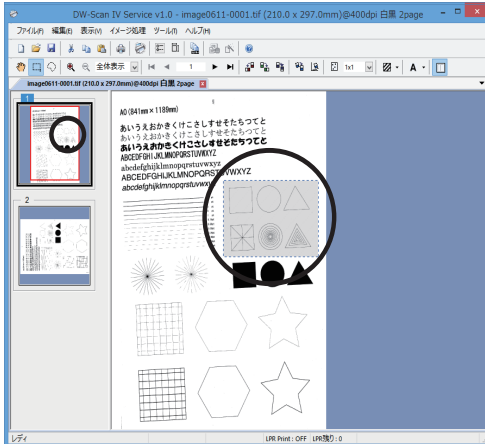 DW-Scan IV Service v1.0 - image0611-0001.tif (210.0 x 297.0mm)@400dpi 白黒 2page
ファイル(F) 編集(E) 表示(V) イメージ処理 ツール(T) ヘルプ(H)
全体表示 1 1x1 A
image0611-0001.tif (210.0 x 297.0mm)@400dpi 白黒 2page
1
2
A0(841mm×1189mm)
あいうえおかきくけこさしすせそたちつてと
あいうえおかきくけこさしすせそたちつてと
あいうえおかきくけこさしすせそたちつてと
ABCDEFGHIJKLMNOPQRSTUVWXYZ
abcdefghijklmnopqrstuvwxyz
ABCDEFGHIJKLMNOPQRSTUVWXYZ
abcdefghijklmnopqrstuvwxyz
レディ LPR Print : OFF LPR残り : 0